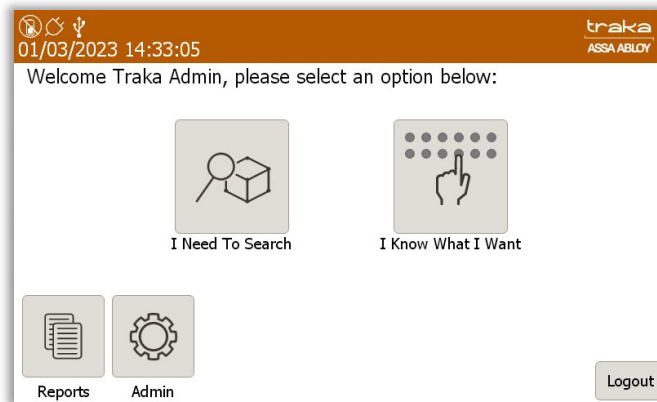 traka
01/03/2023 14:33:05
ASSA ABLOY
Welcome Traka Admin, please select an option below:
I Need To Search
I Know What I Want
Reports
Admin
Logout